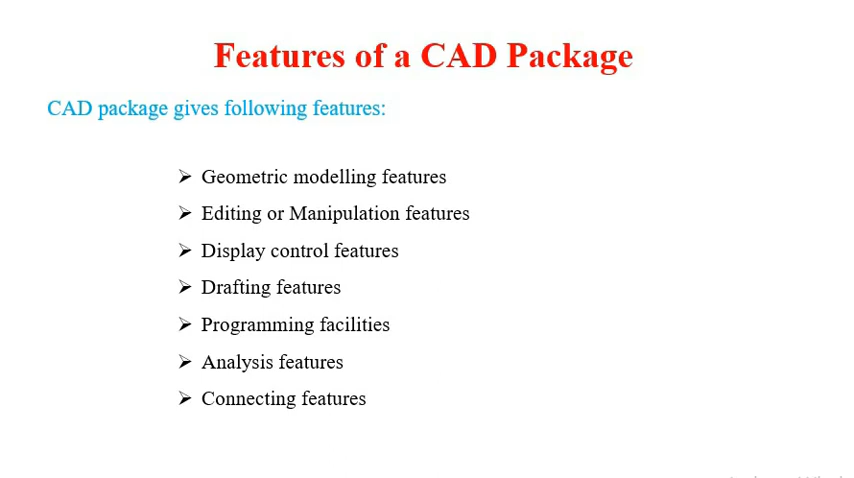 Features of a CAD Package
CAD package gives following features:
➢ Geometric modelling features
➢ Editing or Manipulation features
➢ Display control features
➢ Drafting features
➢ Programming facilities
➢ Analysis features
➢ Connecting features